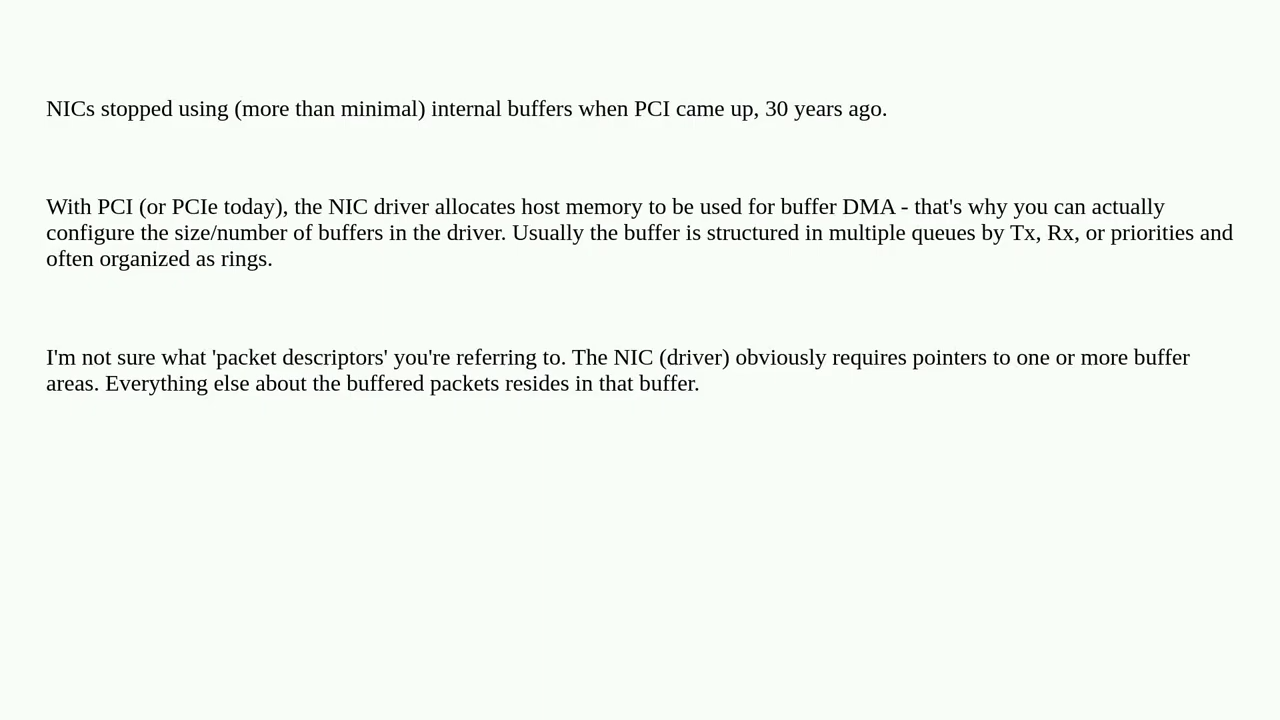 NICs stopped using (more than minimal) internal buffers when PCI came up, 30 years ago.
With PCI (or PCIe today), the NIC driver allocates host memory to be used for buffer DMA - that's why you can actually
configure the size/number of buffers in the driver. Usually the buffer is structured in multiple queues by Tx, Rx, or priorities and
often organized as rings.
I'm not sure what 'packet descriptors' you're referring to. The NIC (driver) obviously requires pointers to one or more buffer
areas. Everything else about the buffered packets resides in that buffer.